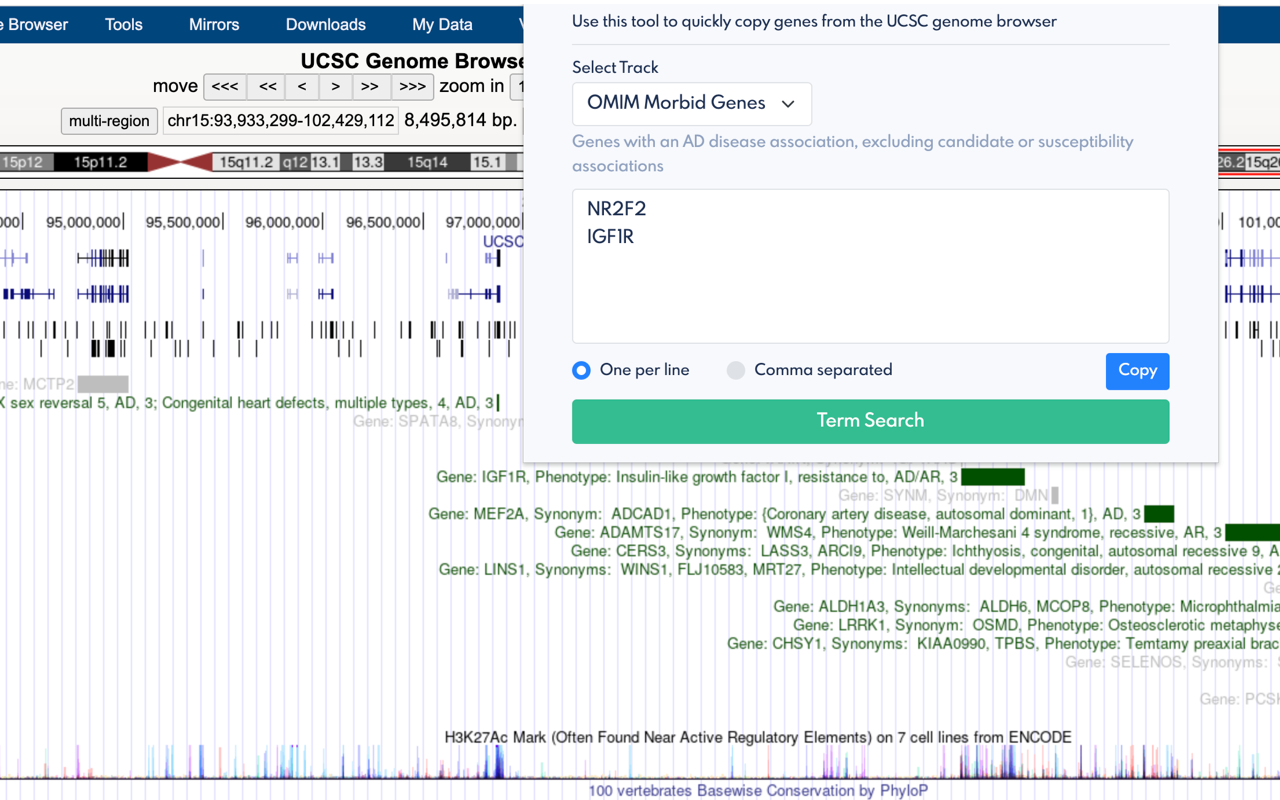 e Browser Tools Mirrors Downloads My Data
UCSC Genome Browse
move <<< << < > >> >>> zoom in 1
multi-region chr15:93,933,299-102,429,112 8,495,814 bp.
Use this tool to quickly copy genes from the UCSC genome browser
Select Track
OMIM Morbid Genes
Genes with an AD disease association, excluding candidate or susceptibility
associations
NR2F2
IGF1R
One per line Comma separated Copy
Term Search
15p12 15p11.2 15q11.2 q12 13.1 13.3 15q14 15.1 26.2 15q26
000| 95,000,000| 95,500,000| 96,000,000| 96,500,000| 97,000,000| 101,00
UCSC
ne: MCTP2
X sex reversal 5, AD, 3; Congenital heart defects, multiple types, 4, AD, 3
Gene: SPATA8, Synonym
Gene: IGF1R, Phenotype: Insulin-like growth factor I, resistance to, AD/AR, 3
Gene: SYNM, Synonym: DMN
Gene: MEF2A, Synonym: ADCAD1, Phenotype: {Coronary artery disease, autosomal dominant, 1}, AD, 3
Gene: ADAMTS17, Synonym: WMS4, Phenotype: Weill-Marchesani 4 syndrome, recessive, AR, 3
Gene: CERS3, Synonyms: LASS3, ARCI9, Phenotype: Ichthyosis, congenital, autosomal recessive 9, A
Gene: LINS1, Synonyms: WINS1, FLJ10583, MRT27, Phenotype: Intellectual developmental disorder, autosomal recessive 2
Ge
Gene: ALDH1A3, Synonyms: ALDH6, MCOP8, Phenotype: Microphthalmia
Gene: LRRK1, Synonym: OSMD, Phenotype: Osteosclerotic metaphyse
Gene: CHSY1, Synonyms: KIAA0990, TPBS, Phenotype: Temtamy preaxial brac
Gene: SELENOS, Synonyms: S
Gene: PCSK
H3K27Ac Mark (Often Found Near Active Regulatory Elements) on 7 cell lines from ENCODE
100 vertebrates Basewise Conservation by PhyloP